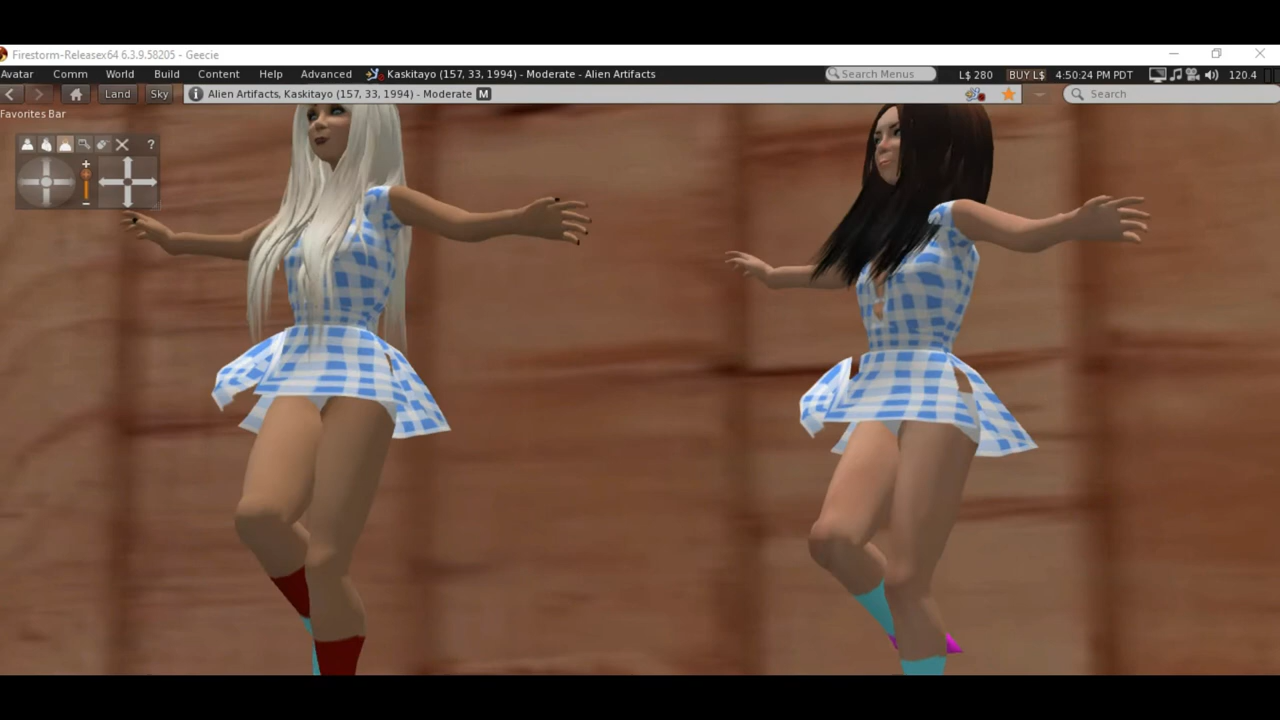 Firestorm-Releasex64 6.3.9.58205 - Geecie
Avatar Comm World Build Content Help Advanced Kaskitayo (157, 33, 1994) - Moderate - Alien Artifacts Search Menus L$ 280 BUY L$ 4:50:24 PM PDT 120.4
Land Sky Alien Artifacts, Kaskitayo (157, 33, 1994) - Moderate M Search
Favorites Bar
?